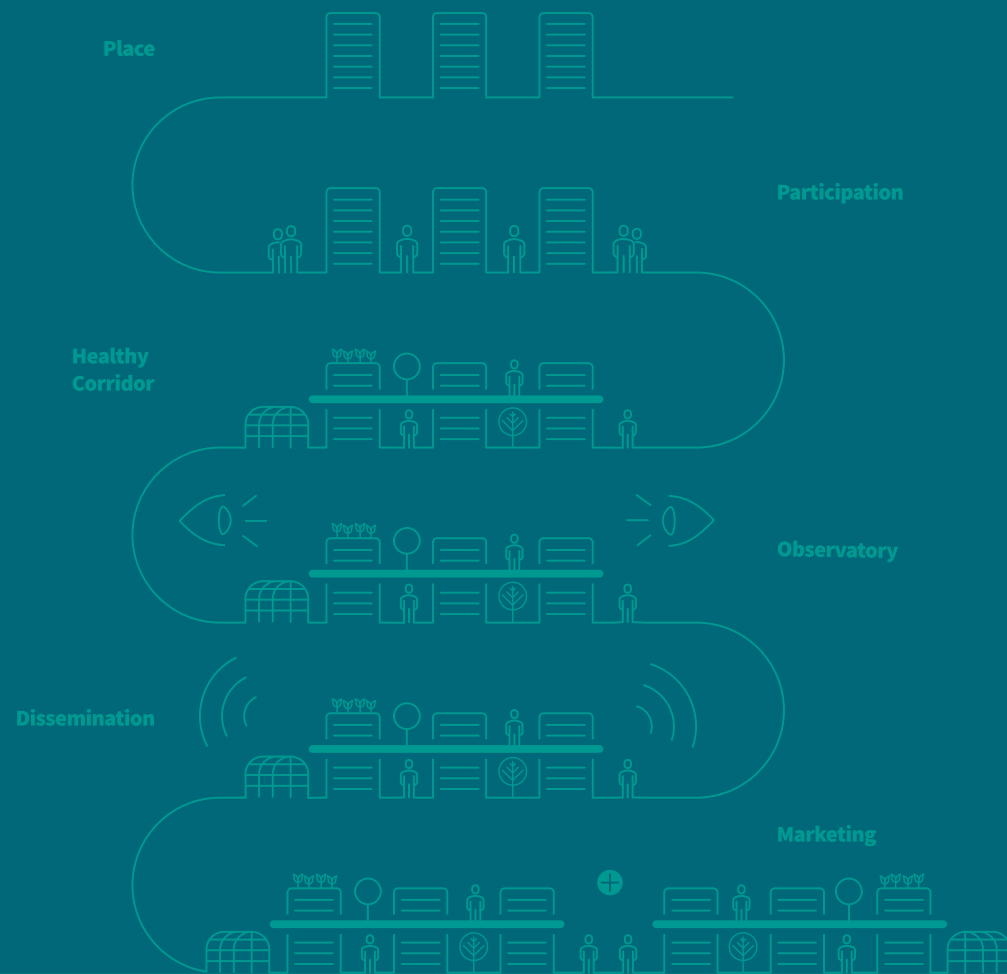 Place
Participation
Healthy
Corridor
Observatory
Dissemination
Marketing